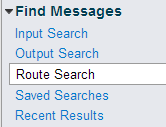 Find Messages
Input Search
Output Search
Route Search
Saved Searches
Recent Results